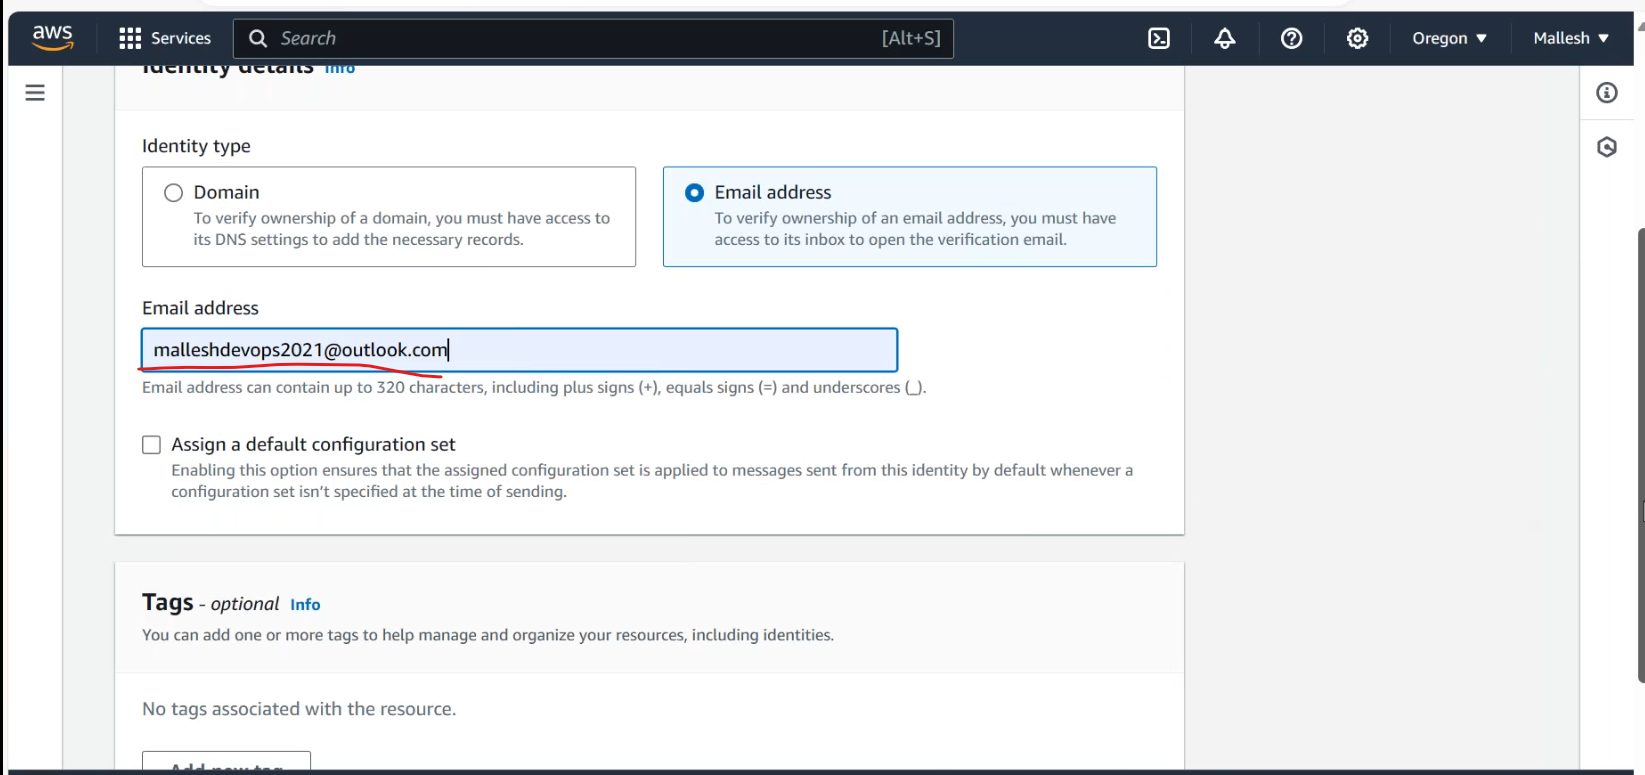 aws Services Search [Alt+S] Oregon Mallesh
Identity details Info
Identity type
Domain
To verify ownership of a domain, you must have access to
its DNS settings to add the necessary records.
Email address
To verify ownership of an email address, you must have
access to its inbox to open the verification email.
Email address
malleshdevops2021@outlook.com
Email address can contain up to 320 characters, including plus signs (+), equals signs (=) and underscores (_).
Assign a default configuration set
Enabling this option ensures that the assigned configuration set is applied to messages sent from this identity by default whenever a
configuration set isn't specified at the time of sending.
Tags - optional Info
You can add one or more tags to help manage and organize your resources, including identities.
No tags associated with the resource.
Add new tag